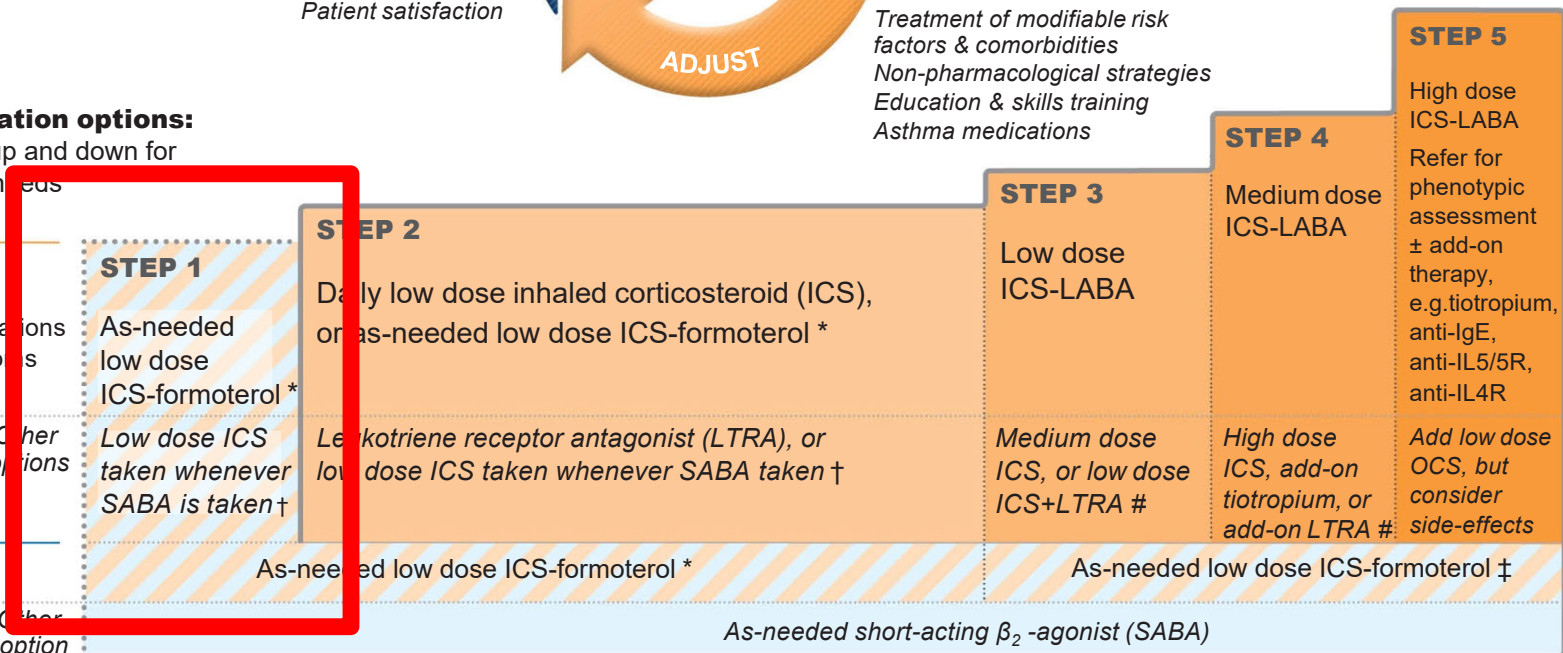 Patient satisfaction
ADJUST
Treatment of modifiable risk
factors & comorbidities
Non-pharmacological strategies
Education & skills training
Asthma medications
ation options:
up and down for
STEP 1
As-needed
low dose
ICS-formoterol *
Low dose ICS
taken whenever
SABA is taken†
STEP 2
Daily low dose inhaled corticosteroid (ICS),
or as-needed low dose ICS-formoterol *
Leukotriene receptor antagonist (LTRA), or
low dose ICS taken whenever SABA taken †
STEP 3
Low dose
ICS-LABA
Medium dose
ICS, or low dose
ICS+LTRA #
STEP 4
Medium dose
ICS-LABA
High dose
ICS, add-on
tiotropium, or
add-on LTRA #
STEP 5
High dose
ICS-LABA
Refer for
phenotypic
assessment
± add-on
therapy,
e.g.tiotropium,
anti-IgE,
anti-IL5/5R,
anti-IL4R
Add low dose
OCS, but
consider
side-effects
As-needed low dose ICS-formoterol *
As-needed low dose ICS-formoterol ‡
option
As-needed short-acting β₂ -agonist (SABA)